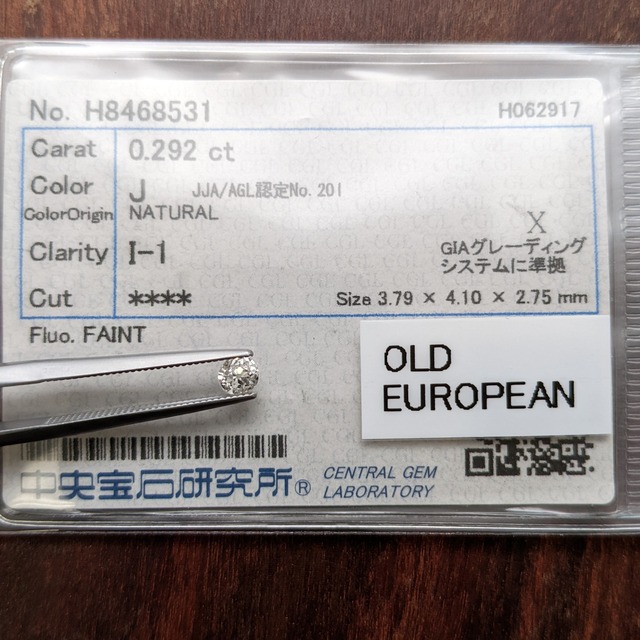 No. H8468531 H062917
Carat 0.292 ct
Color J JJA/AGL認定No.201
ColorOrigin NATURAL
X
Clarity I-1 GIAグレーディング
システムに準拠
Cut **** Size 3.79 × 4.10 × 2.75 mm
Fluo. FAINT
OLD
EUROPEAN
中央宝石研究所® CENTRAL GEM
LABORATORY